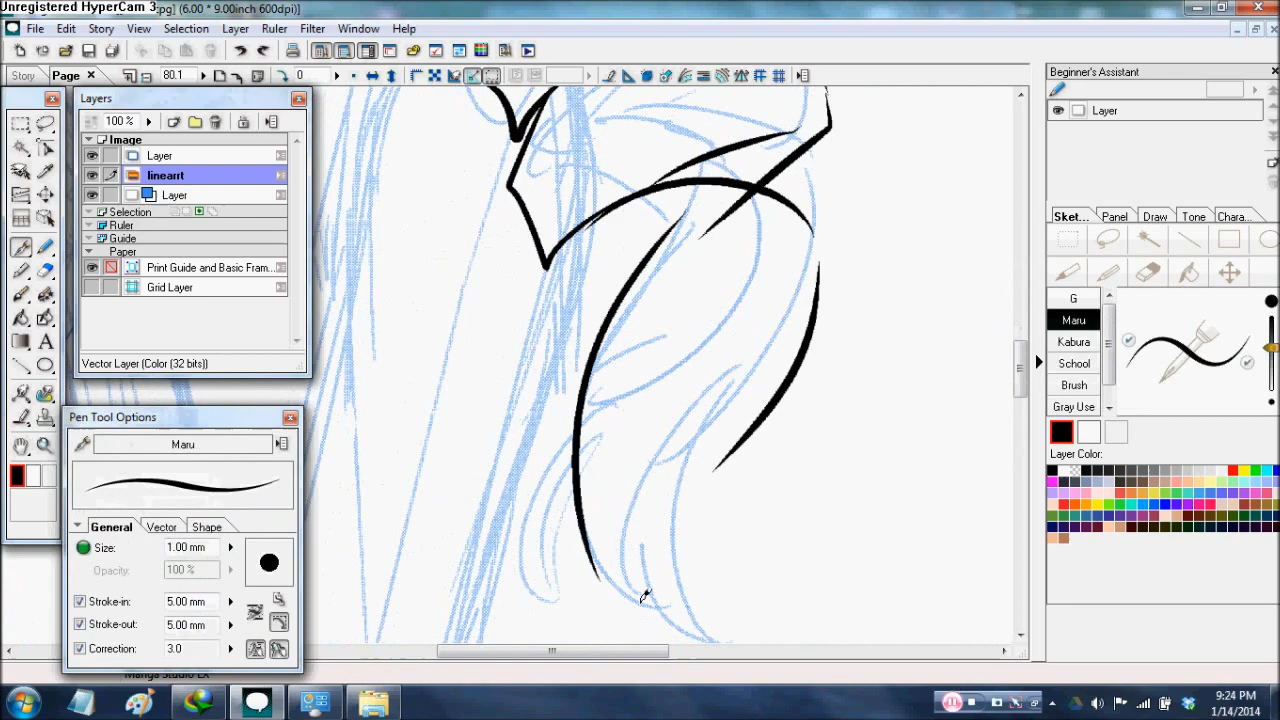 Unregistered HyperCam 3
pg] (6.00 * 9.00inch 600dpi)]
File Edit Story View Selection Layer Ruler Filter Window Help
Story Page 80.1 0
Beginner's Assistant
Layer
Layers
100 %
Image
Layer
linearrt
Layer
Selection
Ruler
Guide
Paper
Print Guide and Basic Fram...
Grid Layer
Vector Layer (Color (32 bits))
Pen Tool Options
Maru
General Vector Shape
Size: 1.00 mm
Opacity: 100 %
Stroke-in: 5.00 mm
Stroke-out: 5.00 mm
Correction: 3.0
Sket... Panel Draw Tone Chara...
G
Maru
Kabura
School
Brush
Gray Use
Layer Color:
9:24 PM
1/14/2014